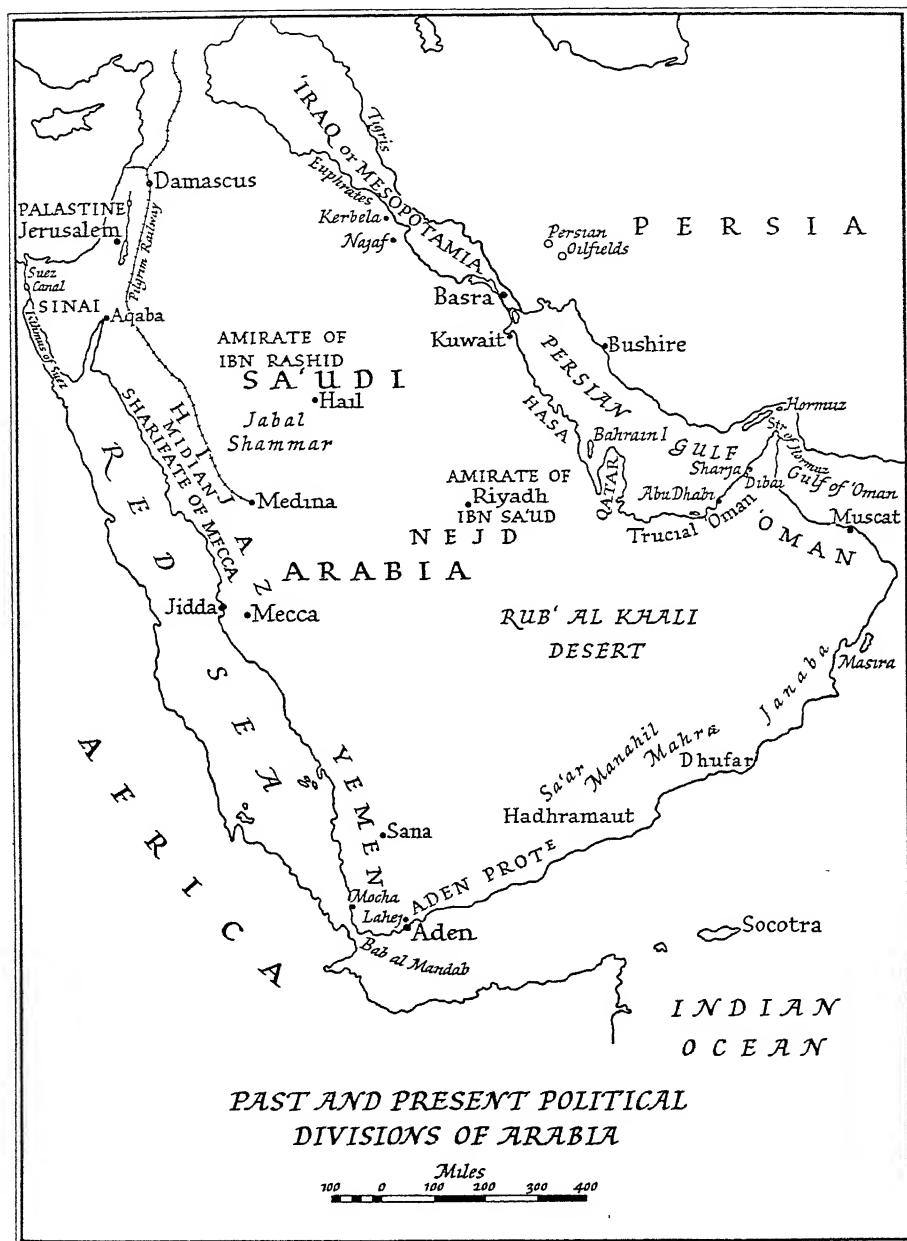 'IRAQ or MESOPOTAMIA
Tigris
Euphrates
Damascus
PALASTINE
Jerusalem
Pilgrim Railway
Kerbela
Najaf
PERSIA
Persian
Oilfields
Suez
Canal
SINAI
Aqaba
Isthmus of Suez
Basra
Kuwait
Bushire
AMIRATE OF
IBN RASHID
SA'UDI
Hail
Jabal
Shammar
PERSIAN
GULF
HASA
Bahrain I
QATAR
Hormuz
Str. of Hormuz
Sharjah
Dibai
Gulf of 'Oman
Abu Dhabi
Trucial 'Oman
'OMAN
Muscat
HIJAZ
MIDIAN
SHARIFATE OF MECCA
Medina
AMIRATE OF
Riyadh
IBN SA'UD
NEJD
ARABIA
Jidda
Mecca
RED SEA
RUB' AL KHALI
DESERT
Masira
Janaba
Mahra
Manahil
Sa'ar
Dhufar
Hadhramaut
AFRICA
YEMEN
Sana
ADEN PROTE
Mocha
Lahej
Aden
Bab al Mandab
Socotra
INDIAN
OCEAN
PAST AND PRESENT POLITICAL
DIVISIONS OF ARABIA
Miles
100 0 100 200 300 400